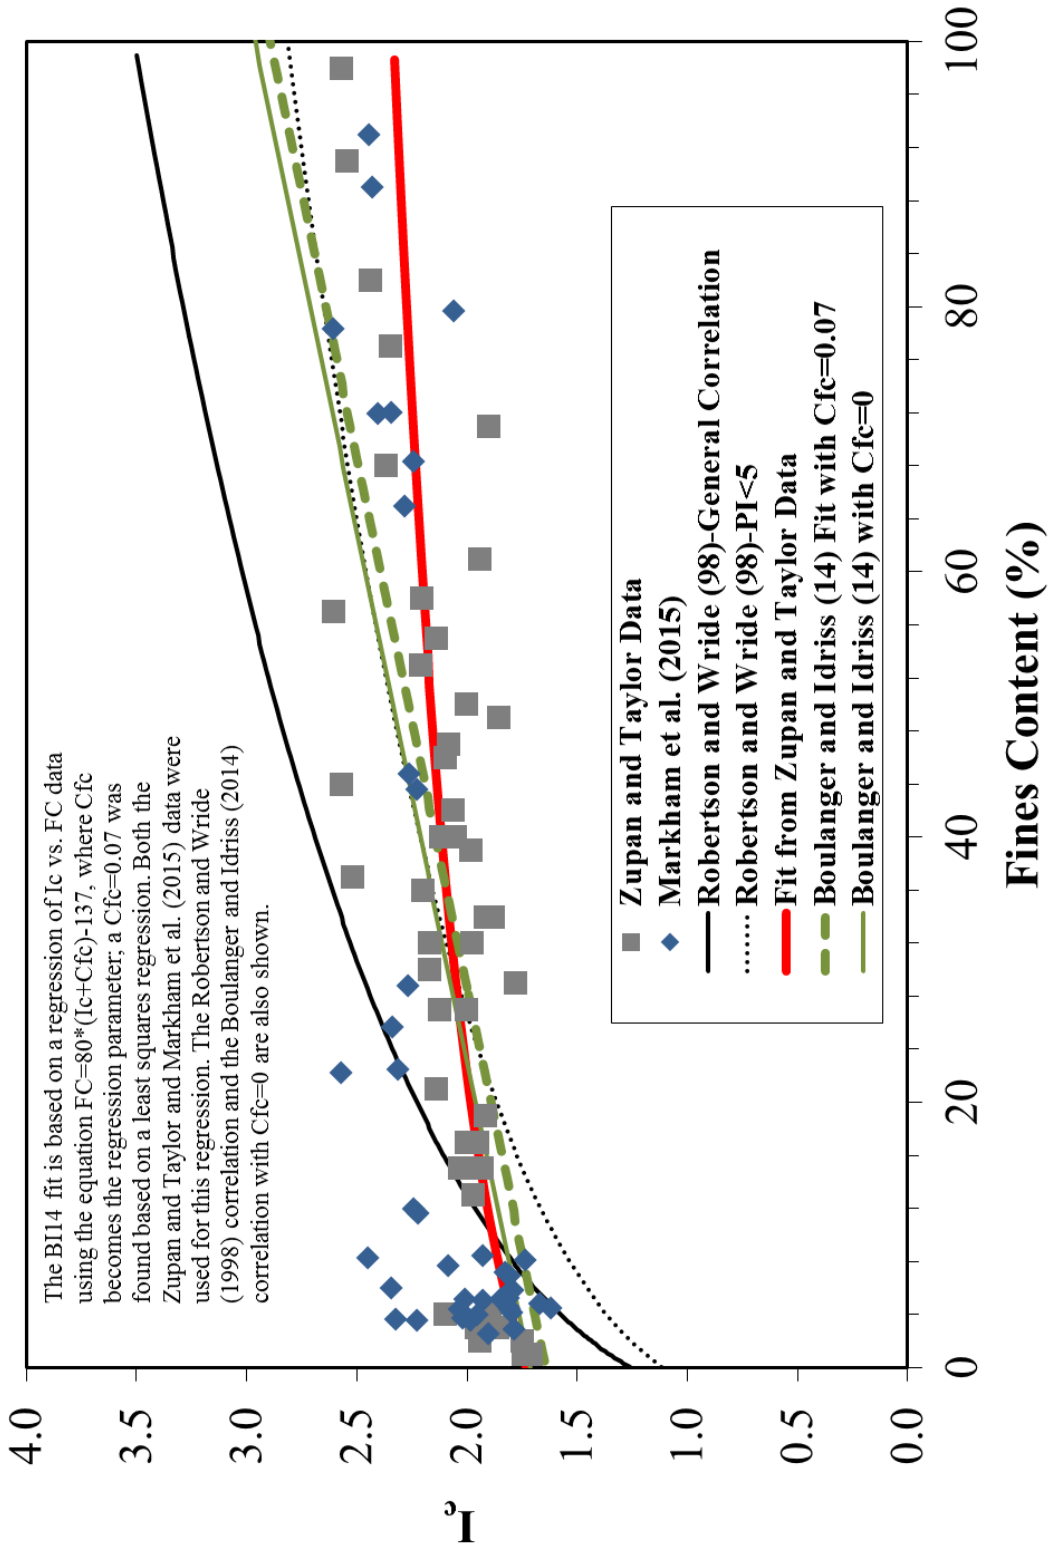 The BI14 fit is based on a regression of Ic vs. FC data
using the equation FC=80*(Ic+Cfc)-137, where Cfc
becomes the regression parameter; a Cfc=0.07 was
found based on a least squares regression. Both the
Zupan and Taylor and Markham et al. (2015) data were
used for this regression. The Robertson and Wride
(1998) correlation and the Boulanger and Idriss (2014)
correlation with Cfc=0 are also shown.
4.0
3.5
3.0
2.5
2.0
1.5
1.0
0.5
0.0
Ic
Zupan and Taylor Data
Markham et al. (2015)
Robertson and Wride (98)-General Correlation
Robertson and Wride (98)-PI<5
Fit from Zupan and Taylor Data
Boulanger and Idriss (14) Fit with Cfc=0.07
Boulanger and Idriss (14) with Cfc=0
0 20 40 60 80 100
Fines Content (%)